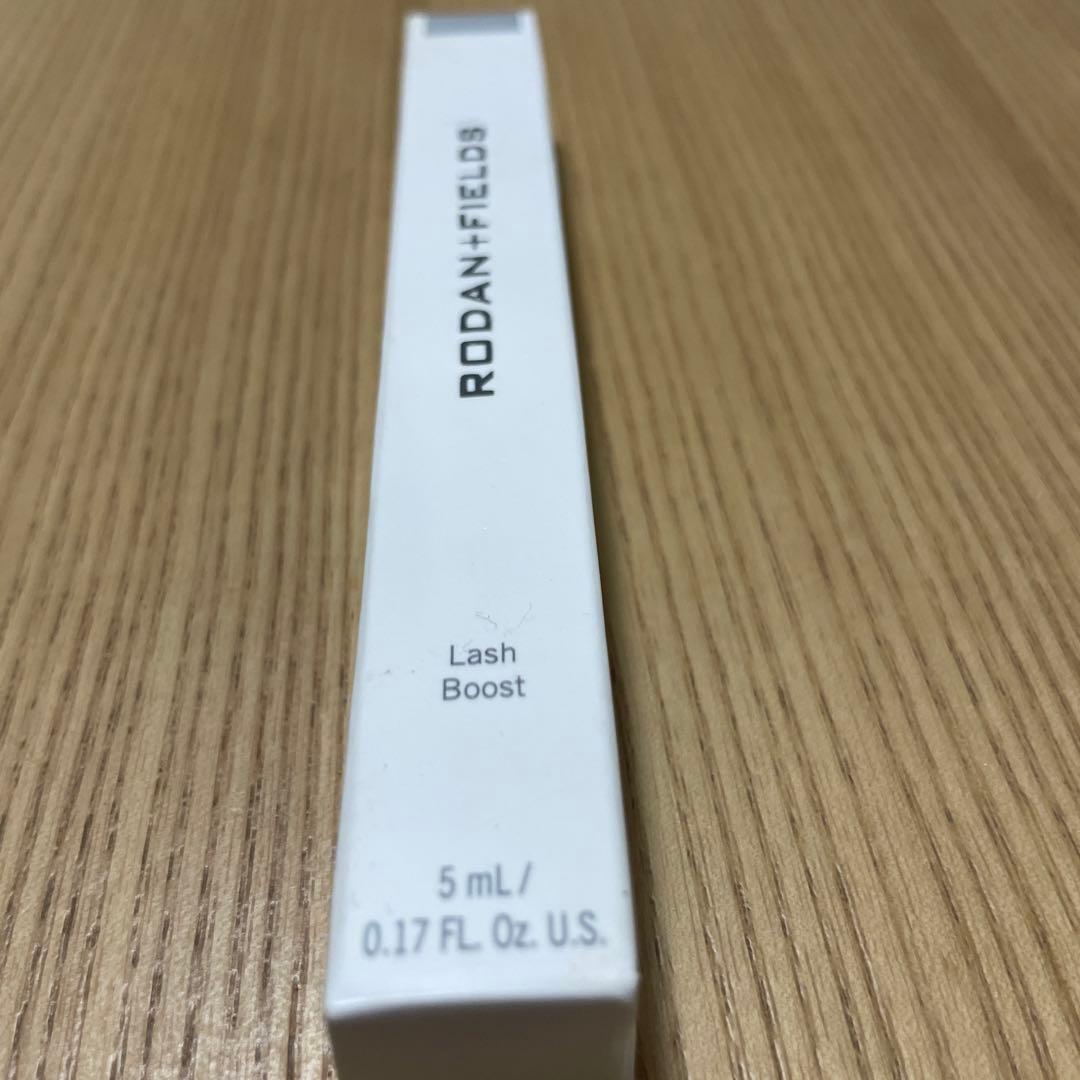 RODAN+FIELDS
Lash
Boost
5 mL /
0.17 FL. Oz. U.S.